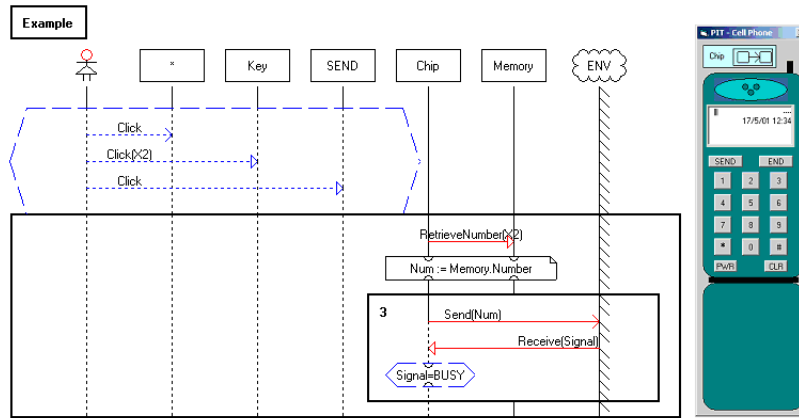 Example
*
Key
SEND
Chip
Memory
ENV
Click
Click(X2)
Click
RetrieveNumber(X2)
Num := Memory.Number
3
Send(Num)
Receive(Signal)
Signal=BUSY
PIT - Cell Phone
Chip
17/5/01 12:34
SEND END
1 2 3
4 5 6
7 8 9
* 0 #
PWR CLR